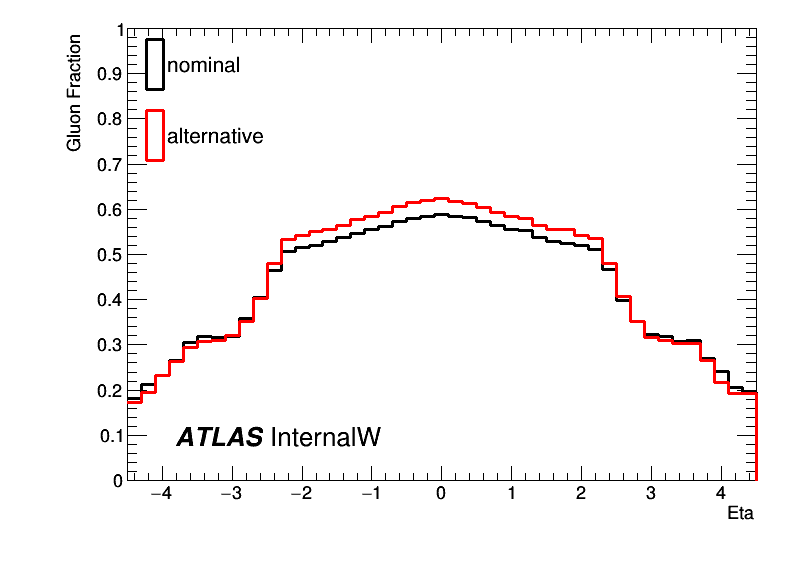 Gluon Fraction
1
0.9
0.8
0.7
0.6
0.5
0.4
0.3
0.2
0.1
0
nominal
alternative
ATLAS InternalW
−4 −3 −2 −1 0 1 2 3 4
Eta